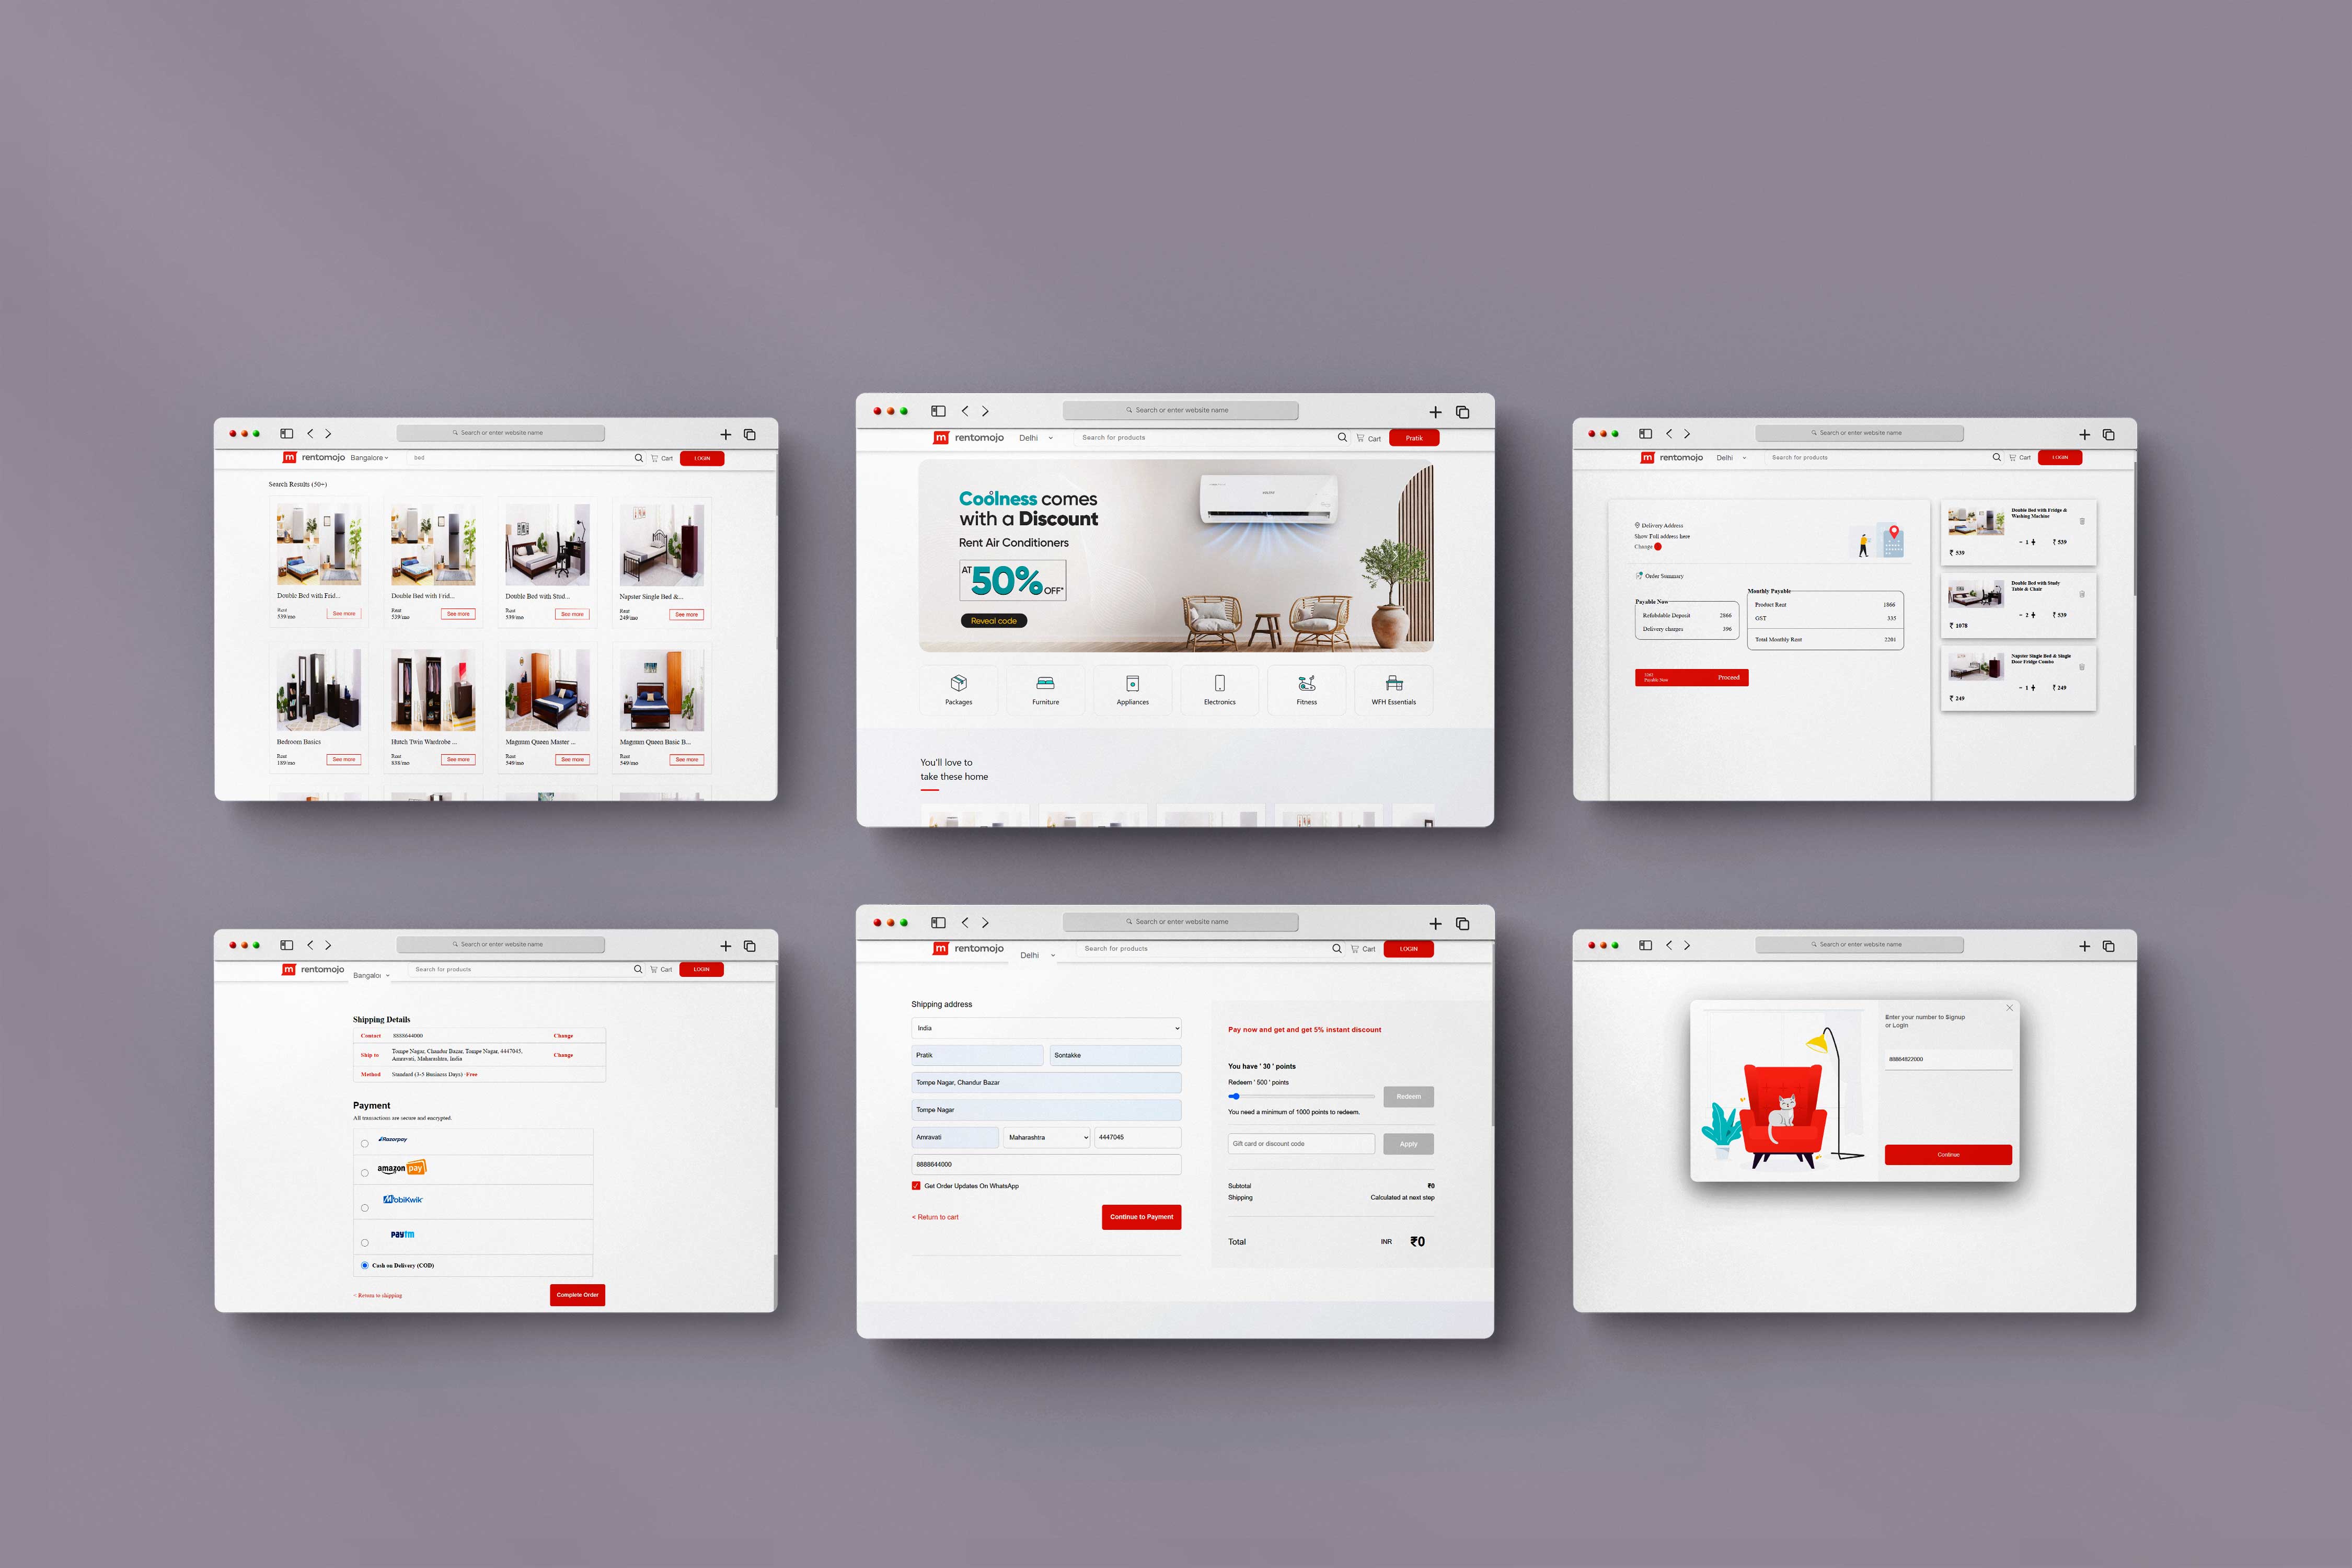 Search or enter website name
rentomojo Bangalore bed Cart LOGIN
Search Results (50+)
Double Bed with Frid... Double Bed with Frid... Double Bed with Stud... Napster Single Bed &...
Rent See more Rent See more Rent See more Rent See more
539/mo 539/mo 539/mo 249/mo
Bedroom Basics Hutch Twin Wardrobe ... Magnum Queen Master ... Magnum Queen Basic B...
Rent See more Rent See more Rent See more Rent See more
189/mo 838/mo 549/mo 549/mo
Search or enter website name
m rentomojo Delhi Search for products Cart Pratik
Coolness comes
with a Discount
Rent Air Conditioners
AT 50% OFF*
Reveal code
Packages Furniture Appliances Electronics Fitness WFH Essentials
You'll love to
take these home
Search or enter website name
m rentomojo Delhi Search for products Cart LOGIN
Delivery Address
Show Full address here
Change
Order Summary
Payable Now
Refubdable Deposit 2866
Delivery charges 396
Monthly Payable
Product Rent 1866
GST 335
Total Monthly Rent 2201
Payable Now Proceed
Double Bed with Fridge &
Washing Machine
- 1 + ₹ 539
₹ 539
Double Bed with Study
Table & Chair
- 2 + ₹ 539
₹ 1078
Napster Single Bed & Single
Door Fridge Combo
- 1 + ₹ 249
₹ 249
Search or enter website name
m rentomojo Bangalor Search for products Cart LOGIN
Shipping Details
Contact 8888644000 Change
Ship to Tompe Nagar, Chandur Bazar, Tompe Nagar, 4447045, Change
Amravati, Maharashtra, India
Method Standard (3-5 Business Days) · Free
Payment
All transactions are secure and encrypted.
Razorpay
amazon pay
MobiKwik
paytm
Cash on Delivery (COD)
< Return to shipping Complete Order
Search or enter website name
m rentomojo Delhi Search for products Cart LOGIN
Shipping address
India
Pratik Sontakke
Tompe Nagar, Chandur Bazar
Tompe Nagar
Amravati Maharashtra 4447045
8888644000
Get Order Updates On WhatsApp
< Return to cart Continue to Payment
Pay now and get and get 5% instant discount
You have ' 30 ' points
Redeem ' 500 ' points
Redeem
You need a minimum of 1000 points to redeem.
Gift card or discount code Apply
Subtotal ₹0
Shipping Calculated at next step
Total INR ₹0
Search or enter website name
Enter your number to Signup
or Login
88864822000
Continue